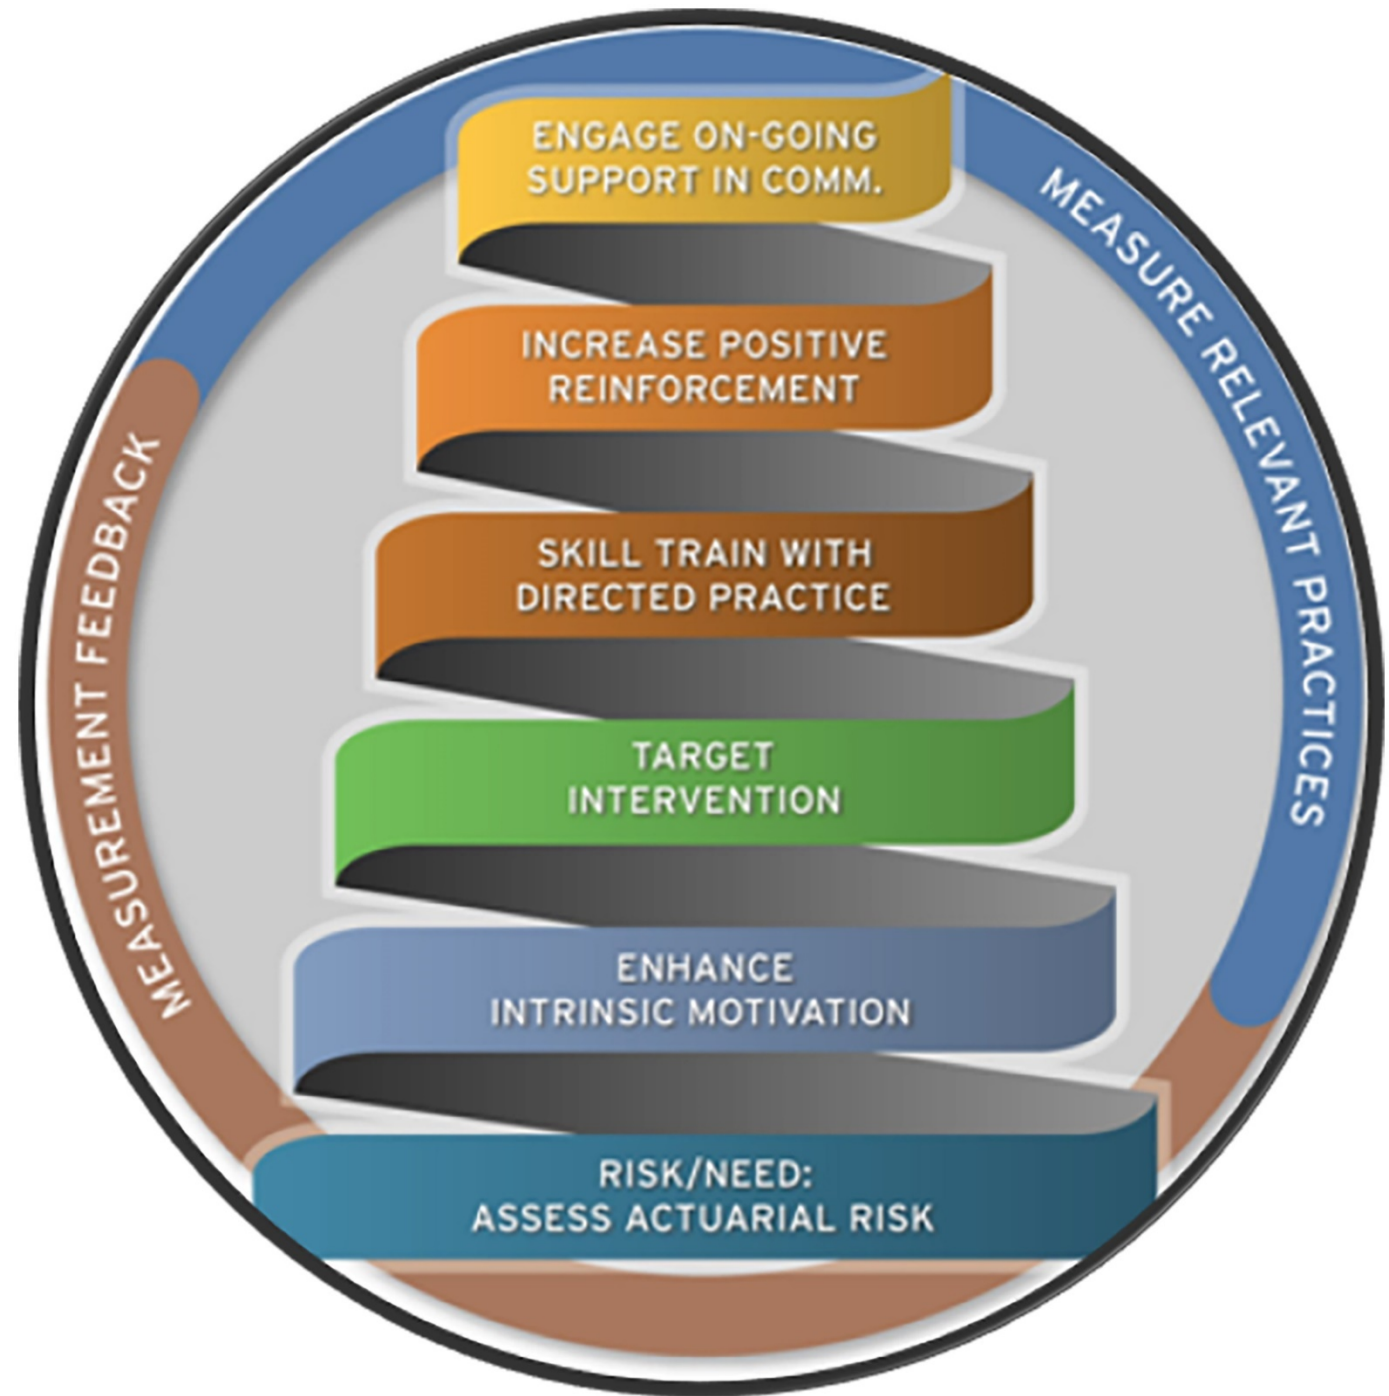 ENGAGE ON-GOING
SUPPORT IN COMM.
INCREASE POSITIVE
REINFORCEMENT
SKILL TRAIN WITH
DIRECTED PRACTICE
TARGET
INTERVENTION
ENHANCE
INTRINSIC MOTIVATION
RISK/NEED:
ASSESS ACTUARIAL RISK
MEASURE RELEVANT PRACTICES
MEASUREMENT FEEDBACK